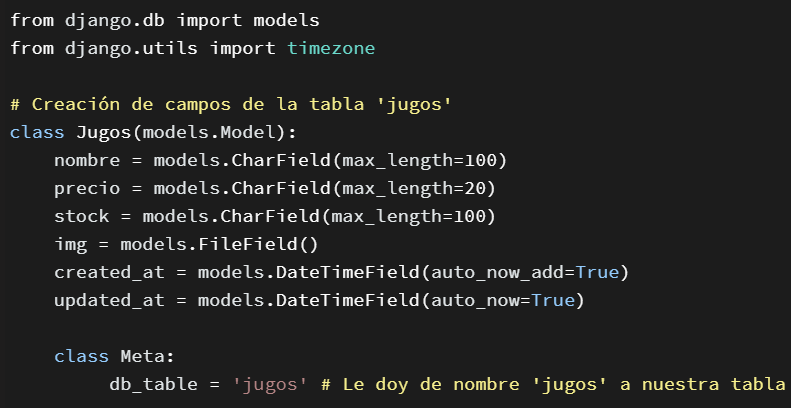 from django.db import models
from django.utils import timezone
# Creación de campos de la tabla 'jugos'
class Jugos(models.Model):
nombre = models.CharField(max_length=100)
precio = models.CharField(max_length=20)
stock = models.CharField(max_length=100)
img = models.FileField()
created_at = models.DateTimeField(auto_now_add=True)
updated_at = models.DateTimeField(auto_now=True)
class Meta:
db_table = 'jugos' # Le doy de nombre 'jugos' a nuestra tabla